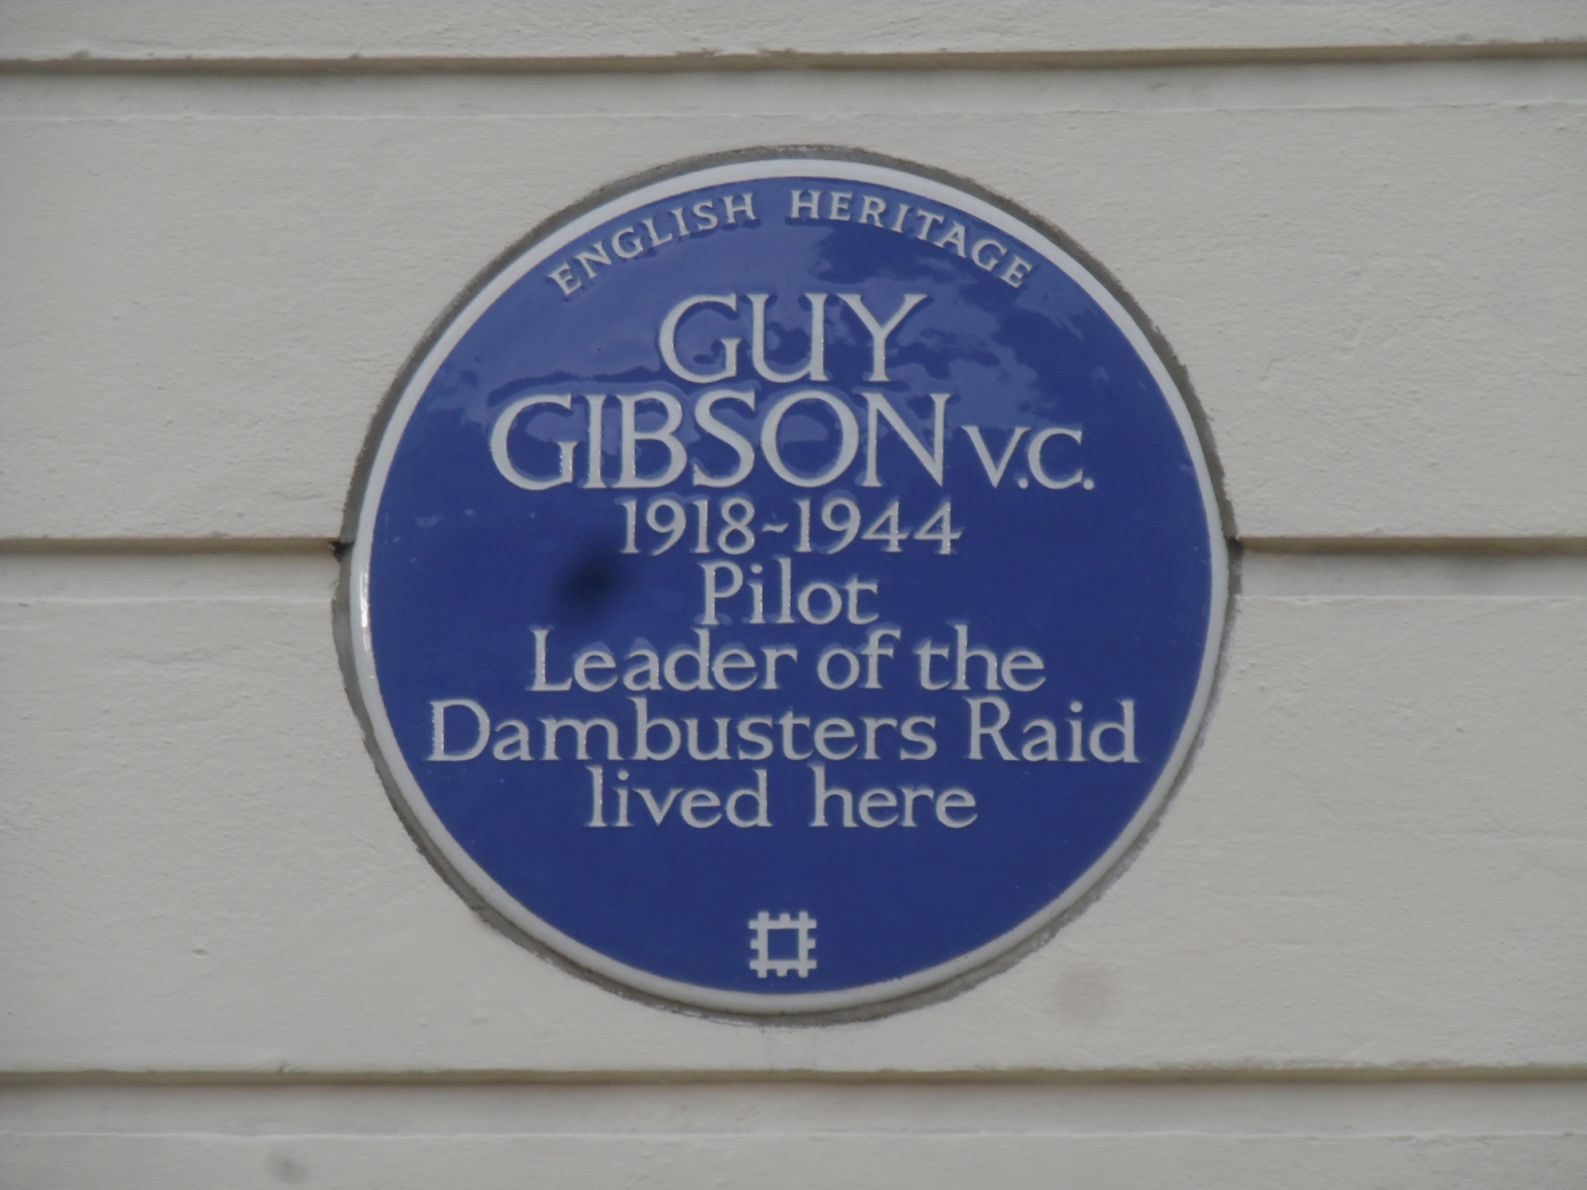 ENGLISH HERITAGE
GUY
GIBSON V.C.
1918-1944
Pilot
Leader of the
Dambusters Raid
lived here